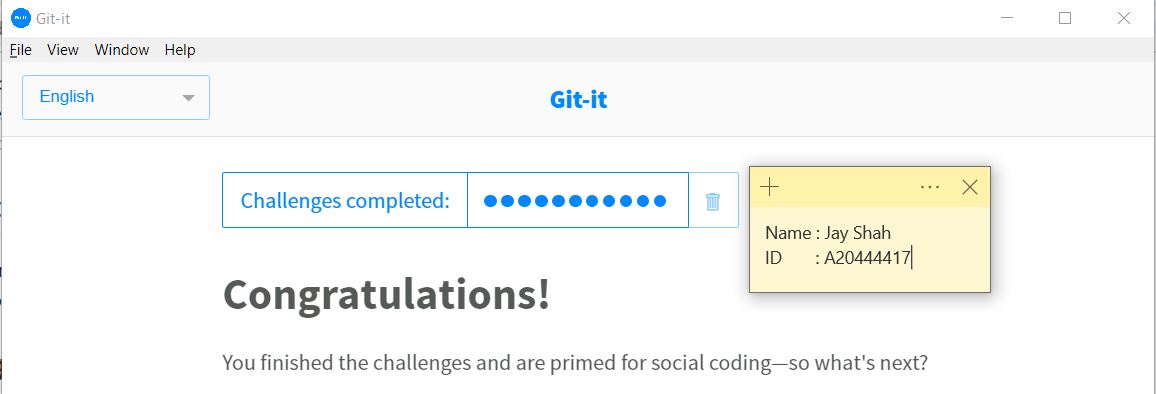 Git-it
File View Window Help
English
Git-it
Challenges completed:
Name : Jay Shah
ID : A20444417
Congratulations!
You finished the challenges and are primed for social coding—so what's next?